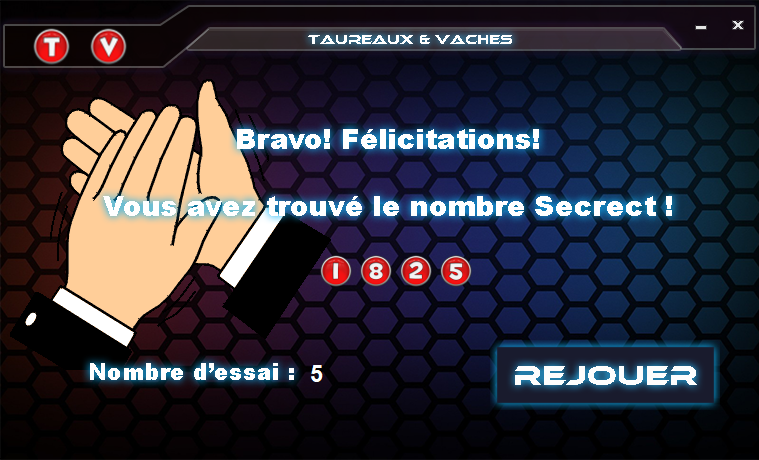 T V
TAUREAUX & VACHES
Bravo! Félicitations!
Vous avez trouvé le nombre Secrect !
1 8 2 5
Nombre d'essai : 5
REJOUER